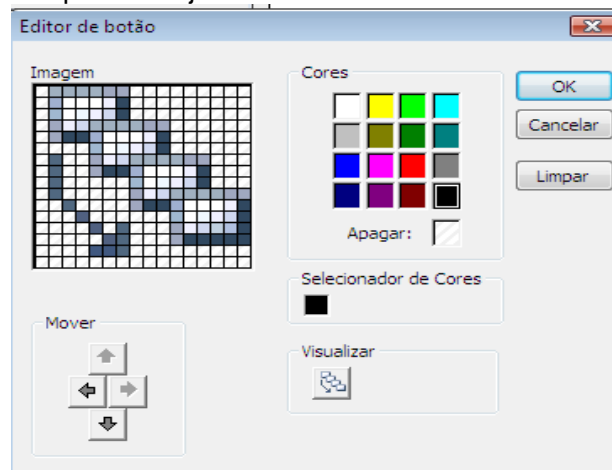 Editor de botão
Imagem
Cores
OK
Cancelar
Limpar
Apagar:
Selecionador de Cores
Mover
Visualizar